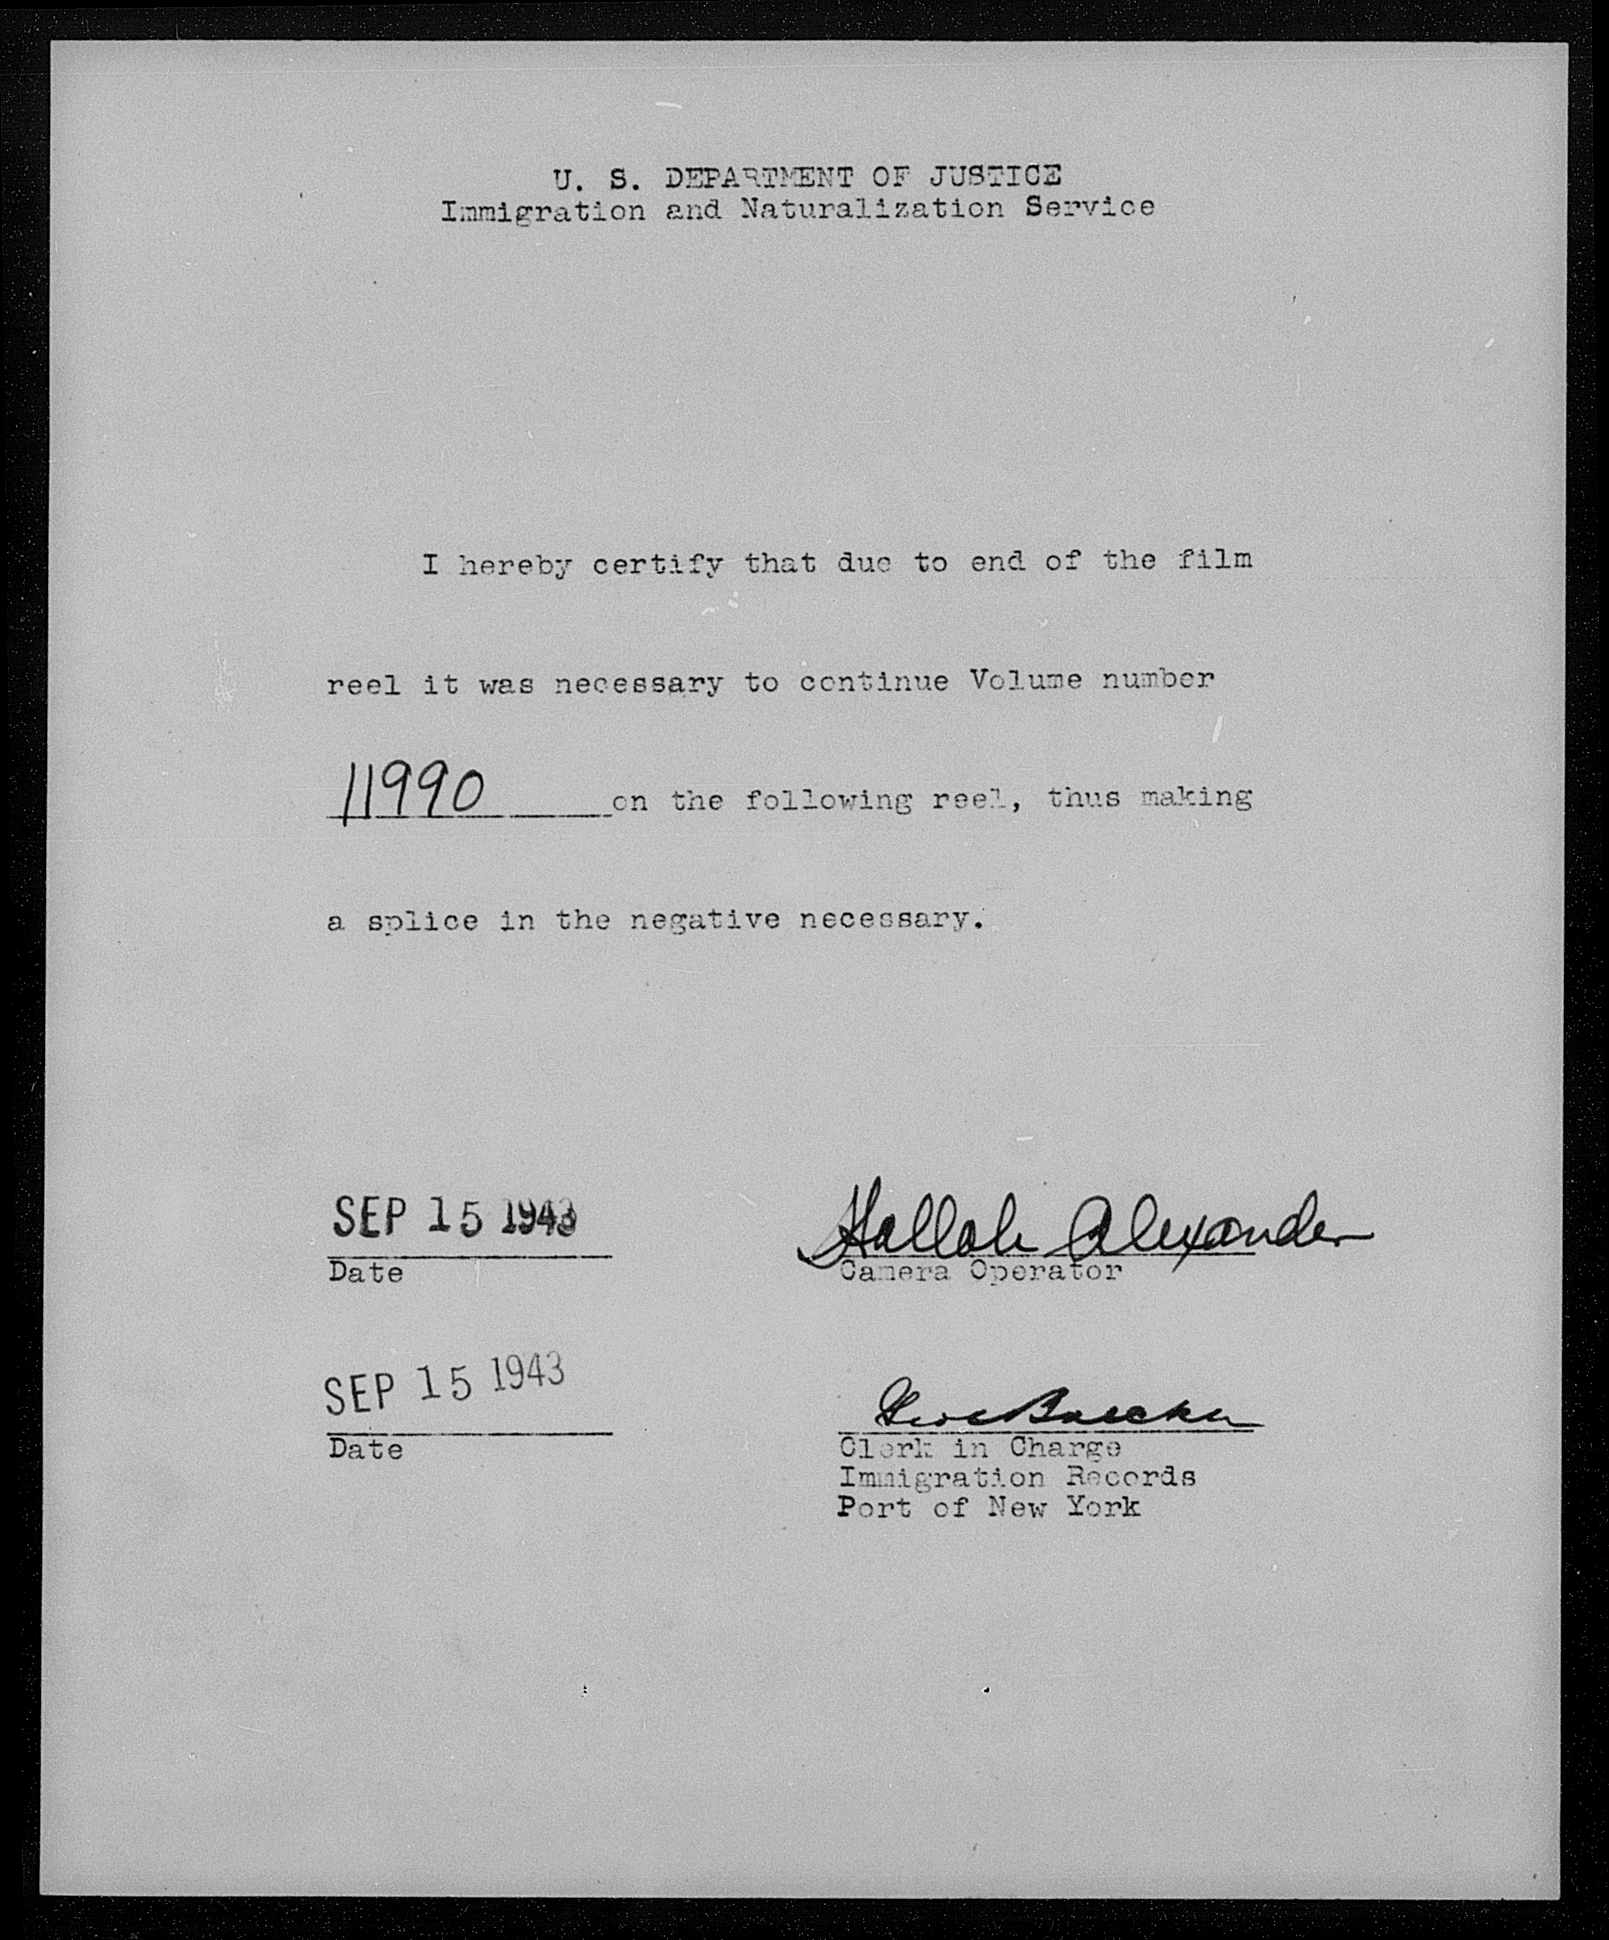 U. S. DEPARTMENT OF JUSTICE
Immigration and Naturalization Service
I hereby certify that due to end of the film
reel it was necessary to continue Volume number
11990 on the following reel, thus making
a splice in the negative necessary.
SEP 15 1943
Alexander
Date
Camera Operator
SEP 15 1943
Date
Clerk in Charge
Immigration Records
Port of New York